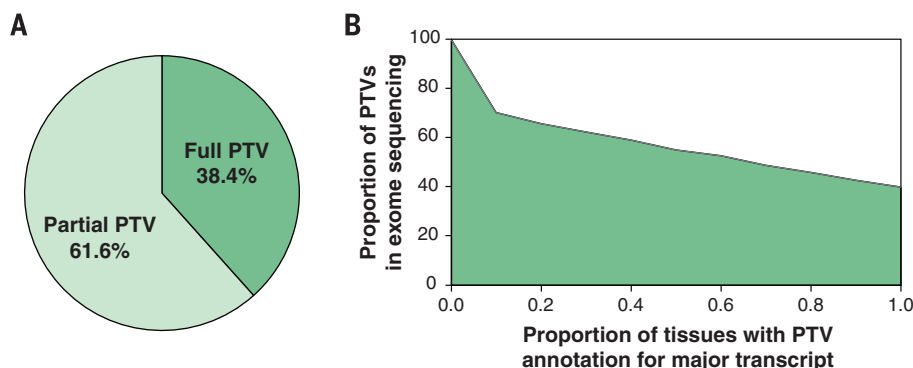 A
Full PTV
38.4%
Partial PTV
61.6%
B
Proportion of PTVs
in exome sequencing
100
80
60
40
20
0
0.0 0.2 0.4 0.6 0.8 1.0
Proportion of tissues with PTV
annotation for major transcript